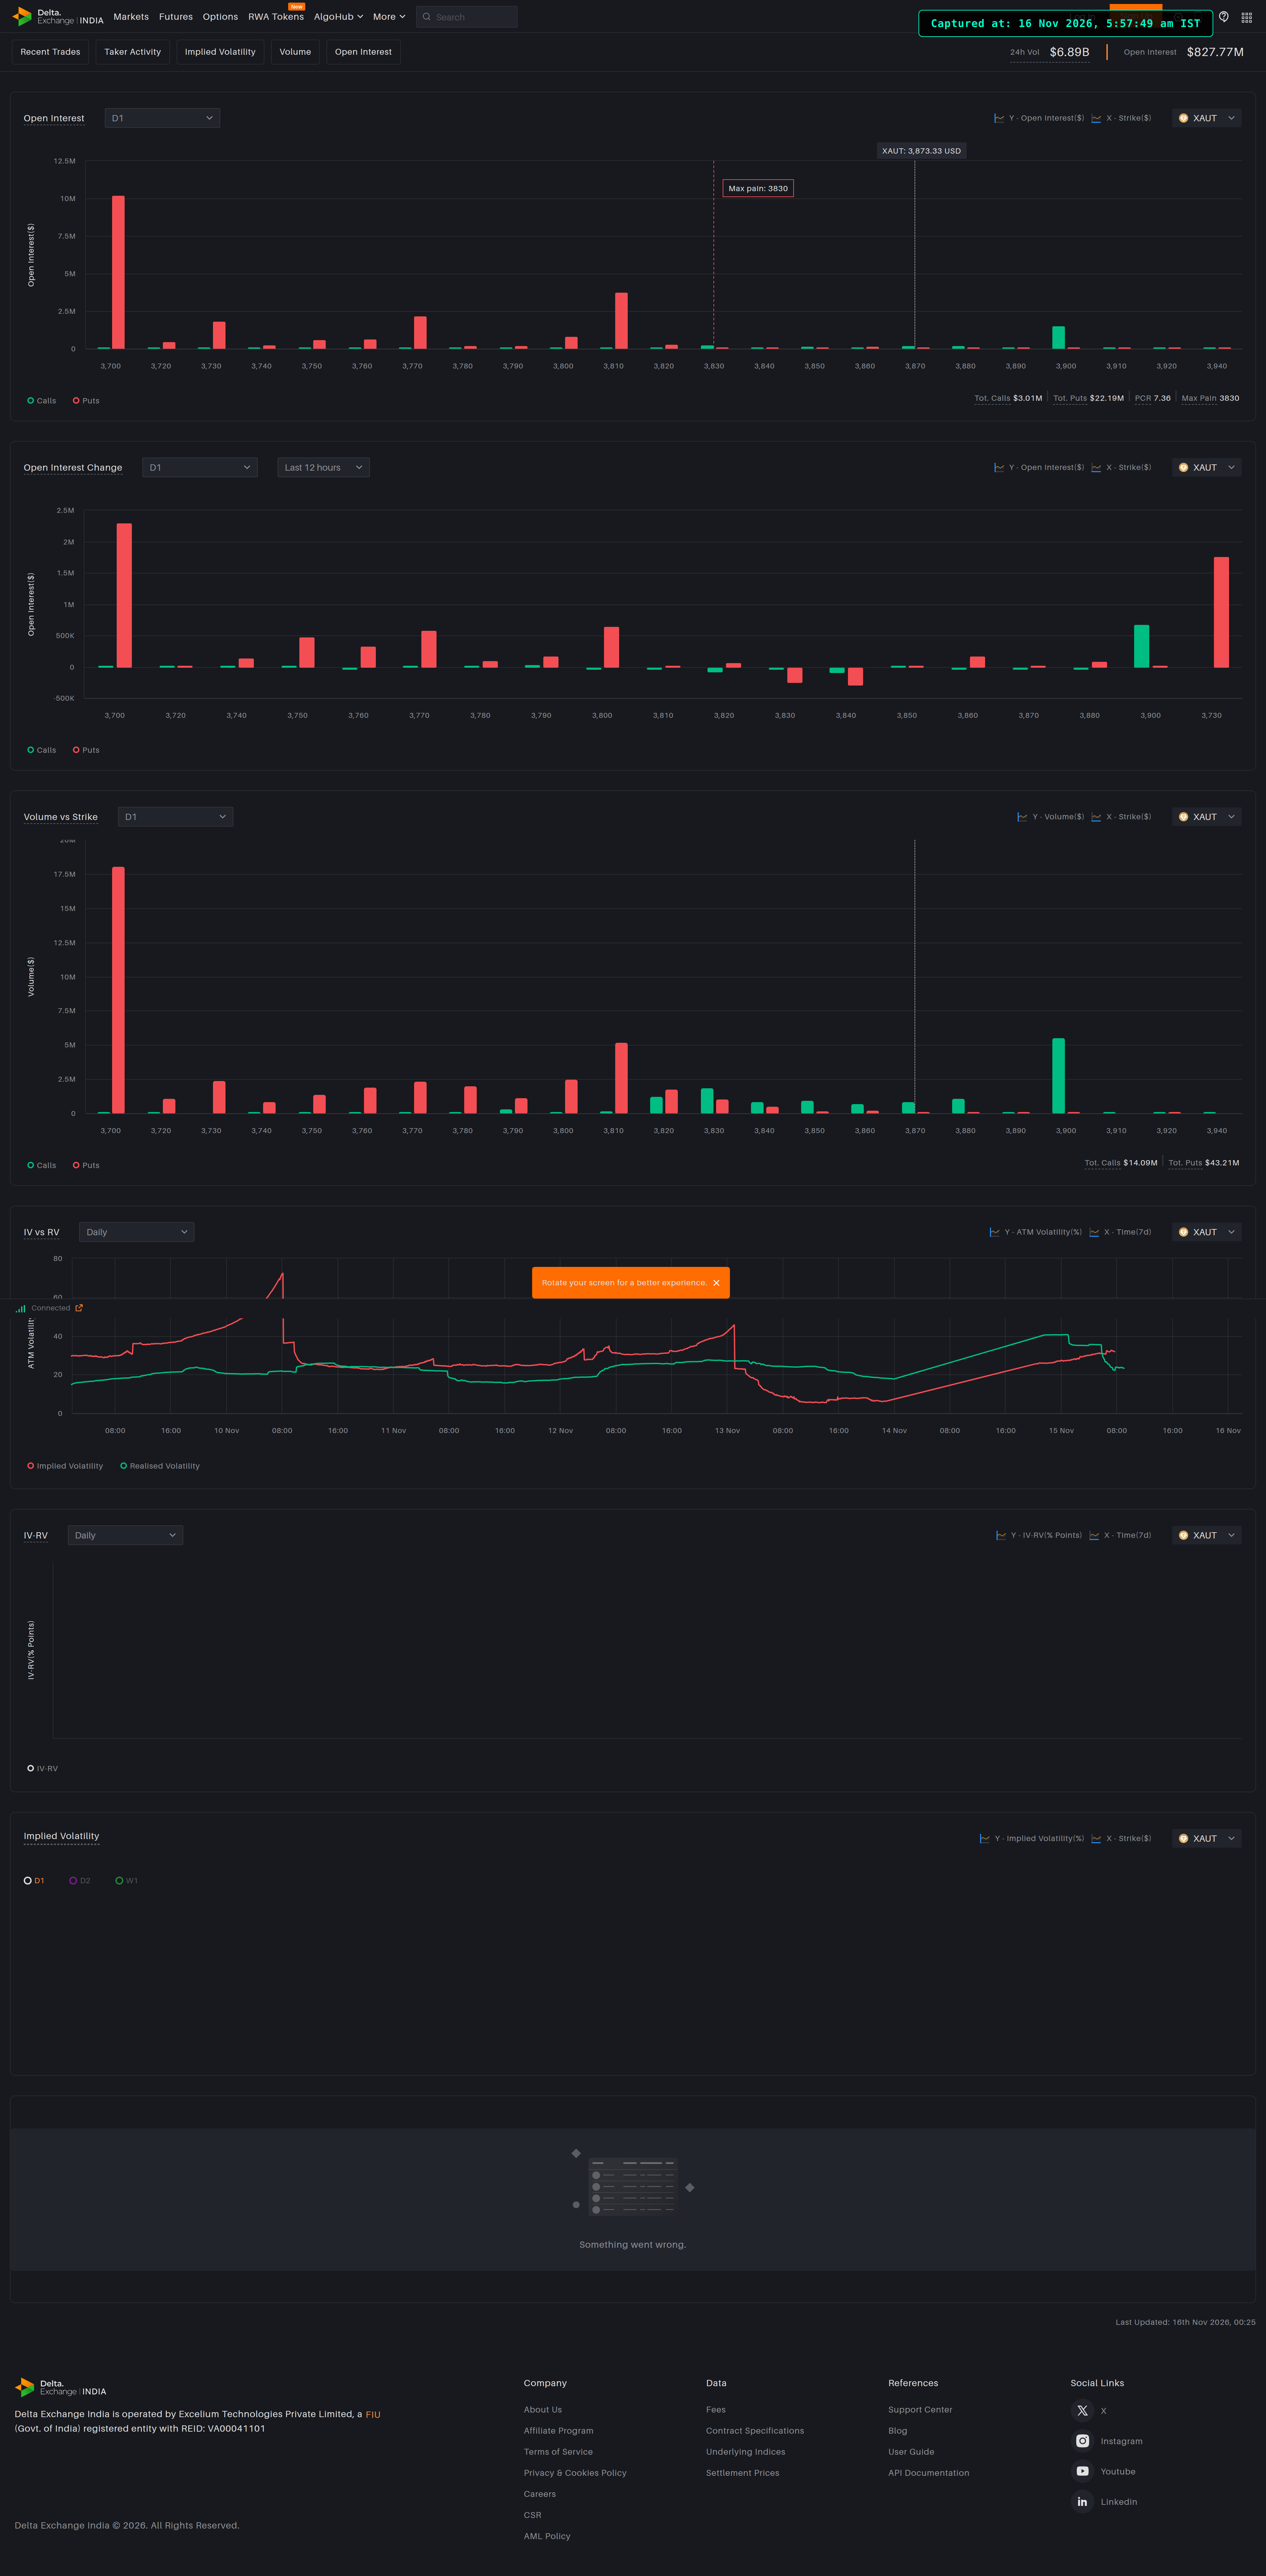 Delta.
Exchange | INDIA
Markets Futures Options RWA Tokens New AlgoHub More Search
Captured at: 16 Nov 2026, 5:57:49 am IST
Recent Trades Taker Activity Implied Volatility Volume Open Interest
24h Vol $6.89B Open Interest $827.77M
Open Interest D1 Y - Open Interest($) X - Strike($) XAUT
XAUT: 3,873.33 USD
Max pain: 3830
Open Interest($)
12.5M
10M
7.5M
5M
2.5M
0
3,700 3,720 3,730 3,740 3,750 3,760 3,770 3,780 3,790 3,800 3,810 3,820 3,830 3,840 3,850 3,860 3,870 3,880 3,890 3,900 3,910 3,920 3,940
Calls Puts
Tot. Calls $3.01M Tot. Puts $22.19M PCR 7.36 Max Pain 3830
Open Interest Change D1 Last 12 hours Y - Open Interest($) X - Strike($) XAUT
Open Interest($)
2.5M
2M
1.5M
1M
500K
0
-500K
3,700 3,720 3,740 3,750 3,760 3,770 3,780 3,790 3,800 3,810 3,820 3,830 3,840 3,850 3,860 3,870 3,880 3,900 3,730
Calls Puts
Volume vs Strike D1 Y - Volume($) X - Strike($) XAUT
Volume($)
20M
17.5M
15M
12.5M
10M
7.5M
5M
2.5M
0
3,700 3,720 3,730 3,740 3,750 3,760 3,770 3,780 3,790 3,800 3,810 3,820 3,830 3,840 3,850 3,860 3,870 3,880 3,890 3,900 3,910 3,920 3,940
Calls Puts
Tot. Calls $14.09M Tot. Puts $43.21M
IV vs RV Daily Y - ATM Volatility(%) X - Time(7d) XAUT
80
Rotate your screen for a better experience.
60
Connected
ATM Volatility
40
20
0
08:00 16:00 10 Nov 08:00 16:00 11 Nov 08:00 16:00 12 Nov 08:00 16:00 13 Nov 08:00 16:00 14 Nov 08:00 16:00 15 Nov 08:00 16:00 16 Nov
Implied Volatility Realised Volatility
IV-RV Daily Y - IV-RV(% Points) X - Time(7d) XAUT
IV-RV(% Points)
IV-RV
Implied Volatility Y - Implied Volatility(%) X - Strike($) XAUT
D1 D2 W1
Something went wrong.
Last Updated: 16th Nov 2026, 00:25
Delta.
Exchange | INDIA
Delta Exchange India is operated by Excelium Technologies Private Limited, a FIU
(Govt. of India) registered entity with REID: VA00041101
Delta Exchange India © 2026. All Rights Reserved.
Company
About Us
Affiliate Program
Terms of Service
Privacy & Cookies Policy
Careers
CSR
AML Policy
Data
Fees
Contract Specifications
Underlying Indices
Settlement Prices
References
Support Center
Blog
User Guide
API Documentation
Social Links
X
Instagram
Youtube
Linkedin